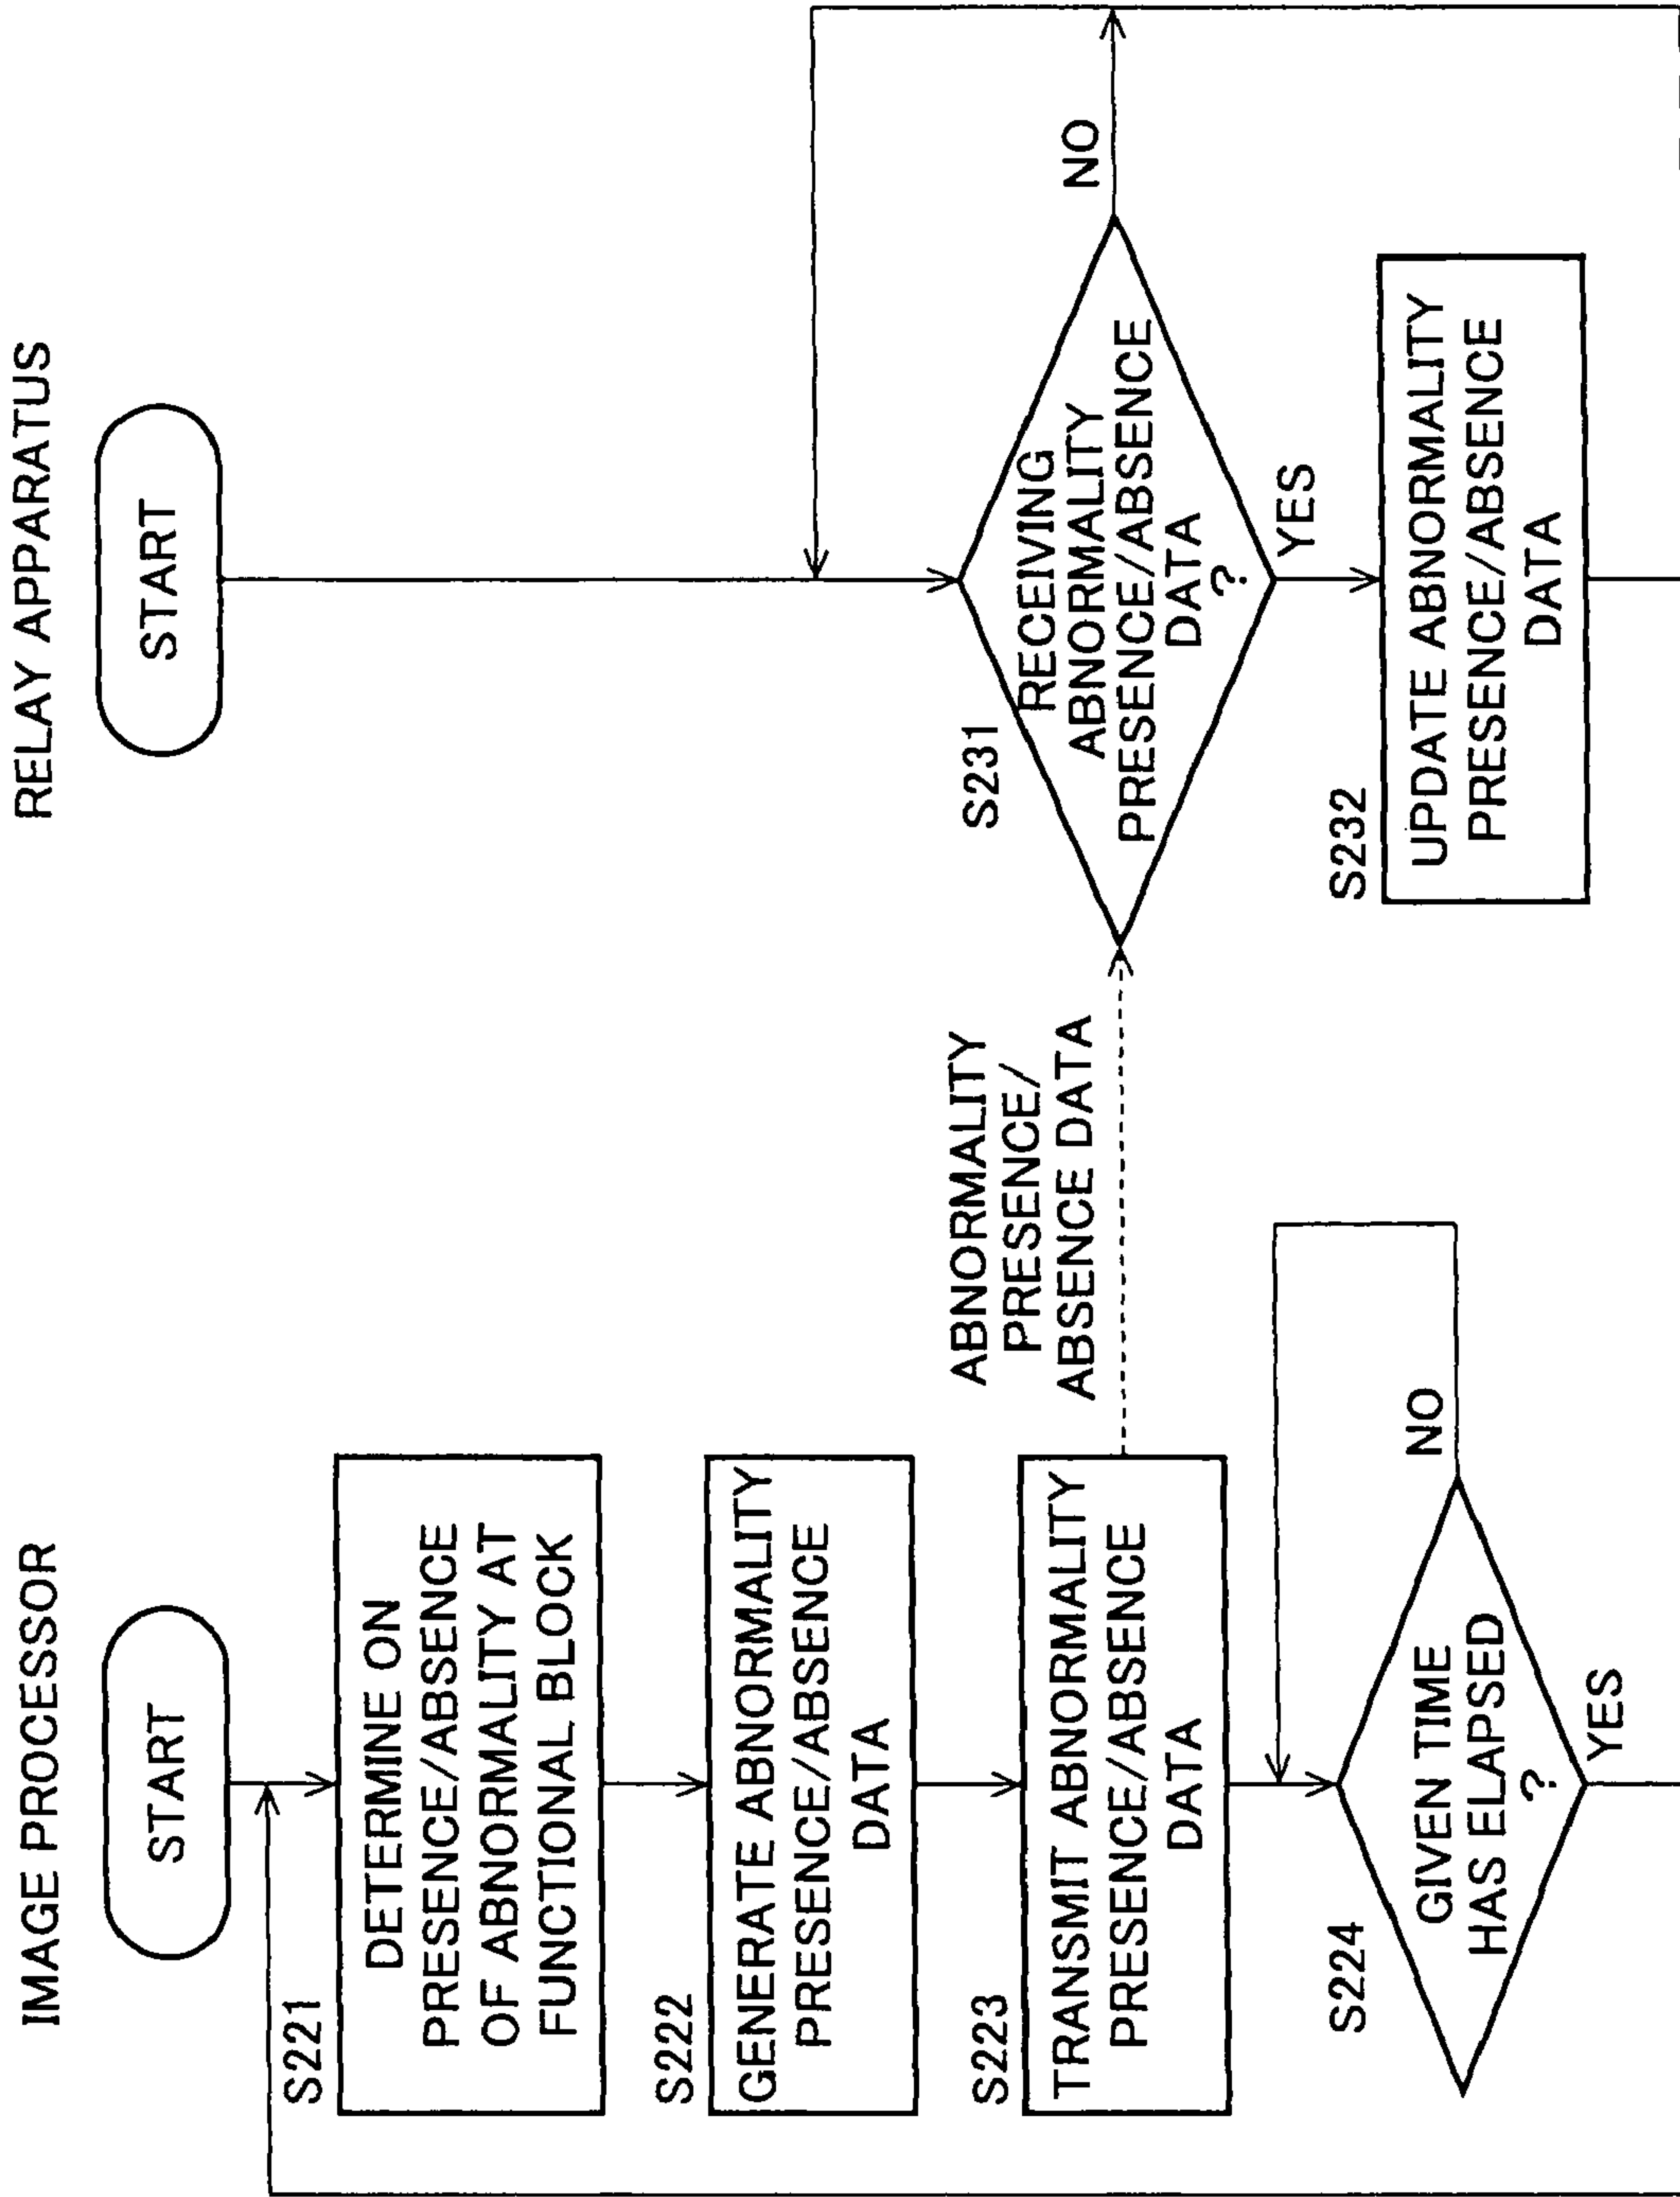 IMAGE PROCESSOR
START
S221
DETERMINE ON
PRESENCE/ABSENCE
OF ABNORMALITY AT
FUNCTIONAL BLOCK
S222
GENERATE ABNORMALITY
PRESENCE/ABSENCE
DATA
S223
TRANSMIT ABNORMALITY
PRESENCE/ABSENCE
DATA
S224
GIVEN TIME
HAS ELAPSED
?
NO
YES
ABNORMALITY
PRESENCE/
ABSENCE DATA
RELAY APPARATUS
START
S231
RECEIVING
ABNORMALITY
PRESENCE/ABSENCE
DATA
?
NO
YES
S232
UPDATE ABNORMALITY
PRESENCE/ABSENCE
DATA